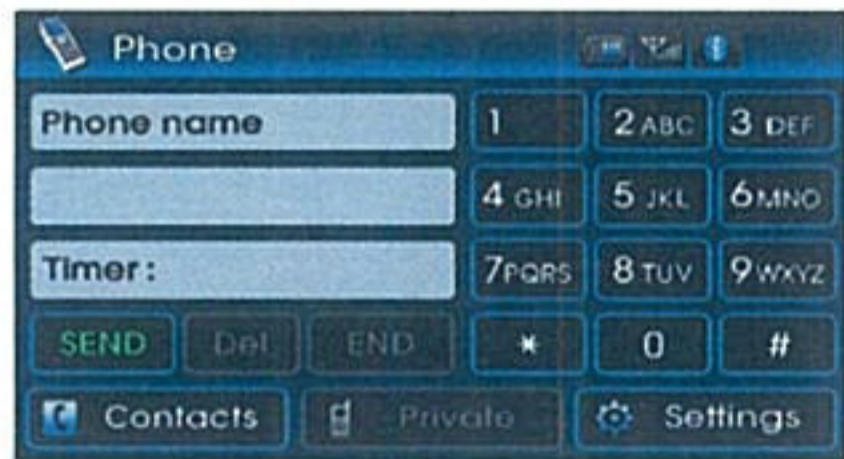 Phone
Phone name
1 2 ABC 3 DEF
4 GHI 5 JKL 6 MNO
Timer:
7 PQRS 8 TUV 9 WXYZ
SEND Del END * 0 #
Contacts Private Settings